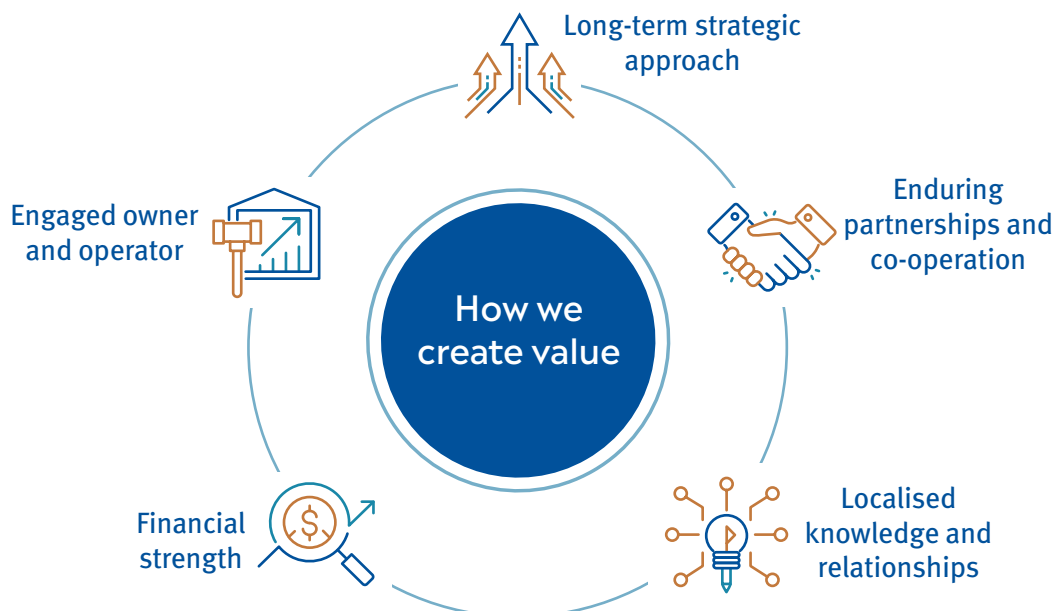 Long-term strategic
approach
Enduring
partnerships and
co-operation
Localised
knowledge and
relationships
Financial
strength
Engaged owner
and operator
How we
create value
$